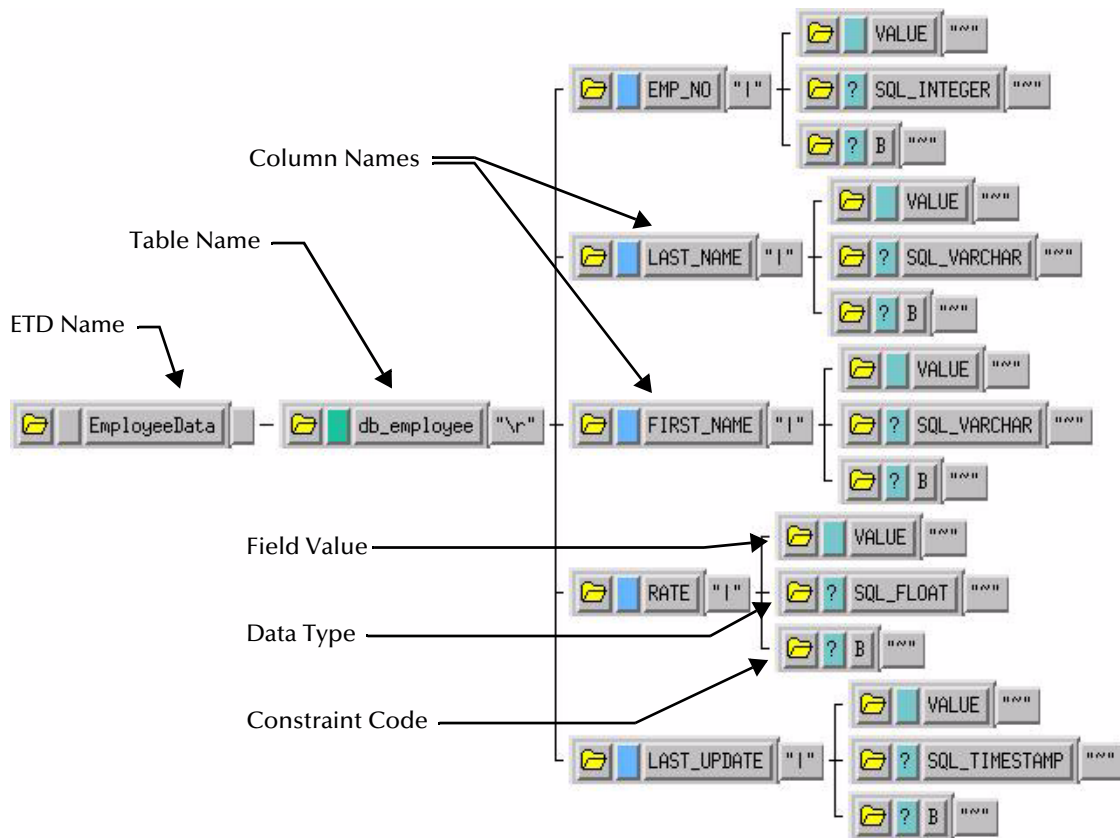 VALUE "~"
EMP_NO "|" ? SQL_INTEGER "~"
? B "~"
Column Names
VALUE "~"
Table Name
LAST_NAME "|" ? SQL_VARCHAR "~"
? B "~"
ETD Name
VALUE "~"
EmployeeData db_employee "\r" FIRST_NAME "|" ? SQL_VARCHAR "~"
? B "~"
Field Value
VALUE "~"
RATE "|" ? SQL_FLOAT "~"
Data Type
? B "~"
Constraint Code
VALUE "~"
LAST_UPDATE "|" ? SQL_TIMESTAMP "~"
? B "~"